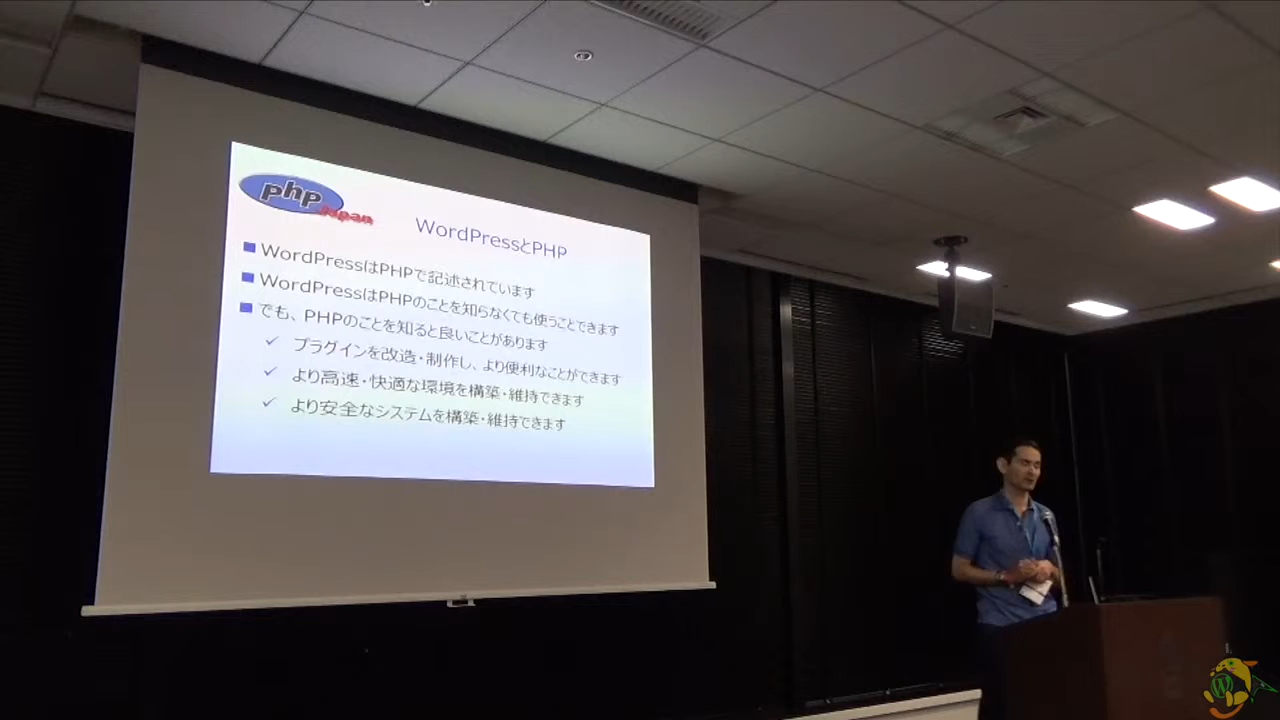 php
Japan
WordPressとPHP
WordPressはPHPで記述されています
WordPressはPHPのことを知らなくても使うことできます
でも、PHPのことを知ると良いことがあります
プラグインを改造・制作し、より便利なことができます
より高速・快適な環境を構築・維持できます
より安全なシステムを構築・維持できます